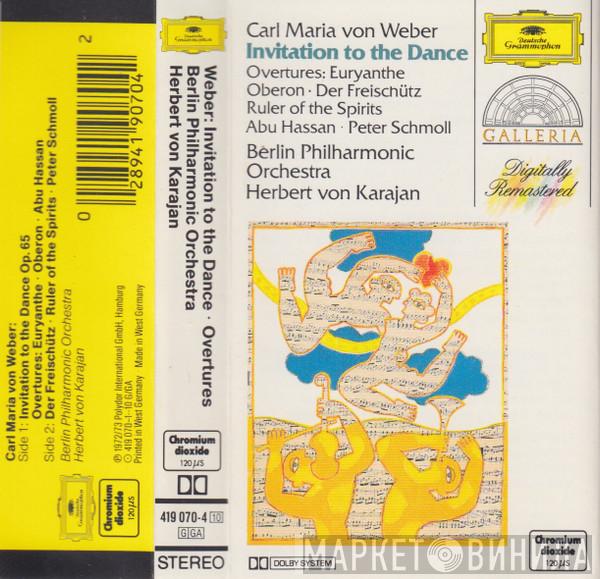 Carl Maria von Weber:
Side 1: Invitation to the Dance Op. 65
Overtures: Euryanthe · Oberon · Abu Hassan
Side 2: Der Freischütz · Ruler of the Spirits · Peter Schmoll
Berlin Philharmonic Orchestra
Herbert von Karajan
0 28941 90704 2
Chromium
dioxide
120 µS
℗ 1972/73 Polydor International GmbH, Hamburg
Printed in West Germany Made in West Germany
Weber: Invitation to the Dance · Overtures
Berlin Philharmonic Orchestra
Herbert von Karajan
Chromium
dioxide
120 µS
419 070-4 10
G GA
STEREO
Carl Maria von Weber
Invitation to the Dance
Overtures: Euryanthe
Oberon · Der Freischütz
Ruler of the Spirits
Abu Hassan · Peter Schmoll
Berlin Philharmonic
Orchestra
Herbert von Karajan
Deutsche
Grammophon
GALLERIA
Digitally
Remastered
DOLBY SYSTEM
Chromium
dioxide
120 µS
МАРКЕТ ВИНИЛА